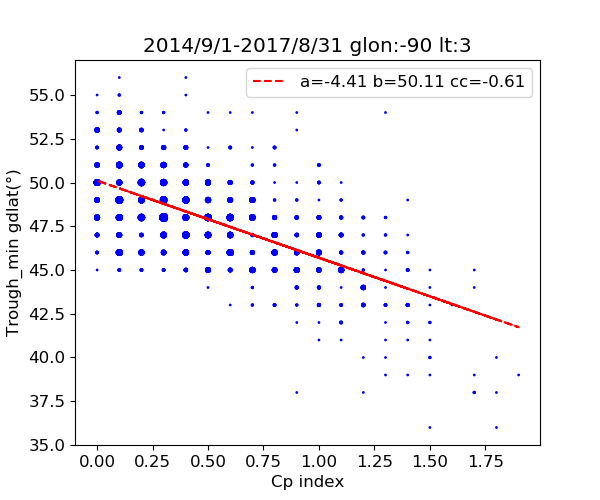 2014/9/1-2017/8/31 glon:-90 lt:3
a=-4.41 b=50.11 cc=-0.61
Trough_min gdlat(°)
55.0
52.5
50.0
47.5
45.0
42.5
40.0
37.5
35.0
0.00 0.25 0.50 0.75 1.00 1.25 1.50 1.75
Cp index